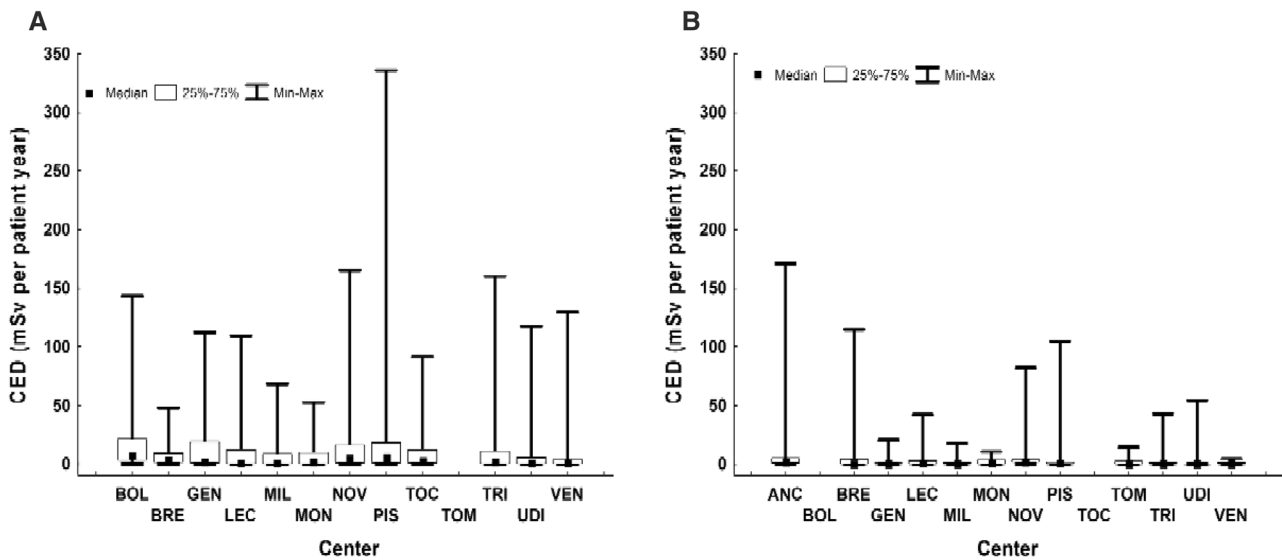 A
350
300
250
200
150
100
50
0
CED (mSv per patient year)
Median 25%-75% Min-Max
BOL GEN MIL NOV TOC TRI VEN
BRE LEC MON PIS TOM UDI
Center
B
350
300
250
200
150
100
50
0
CED (mSv per patient year)
Median 25%-75% Min-Max
ANC BRE LEC MON PIS TOM UDI
BOL GEN MIL NOV TOC TRI VEN
Center